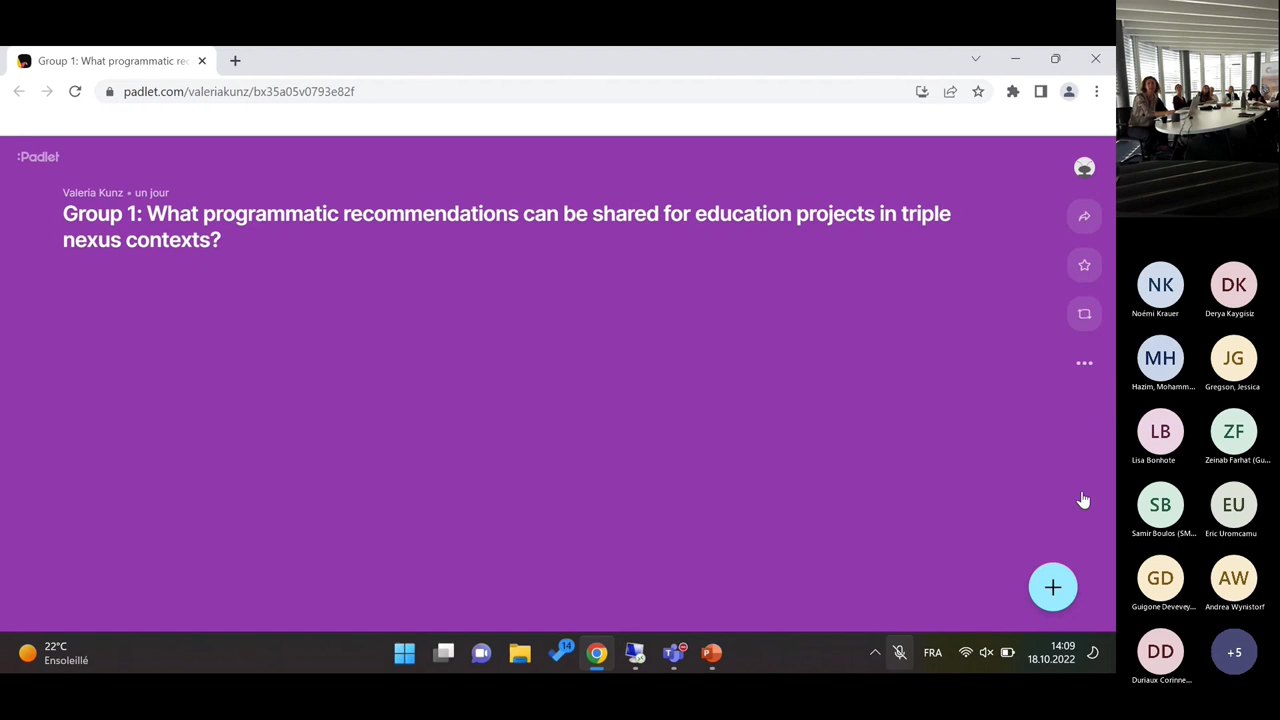 Group 1: What programmatic rec
padlet.com/valeriakunz/bx35a05v0793e82f
:Padlet
Valeria Kunz • un jour
Group 1: What programmatic recommendations can be shared for education projects in triple
nexus contexts?
NK
Noémi Krauer
DK
Derya Kaygisiz
MH
Hazim, Mohamm...
JG
Gregson, Jessica
LB
Lisa Bonhote
ZF
Zeinab Farhat (Gu...
SB
Samir Boulos (SM...
EU
Eric Uromcamu
GD
Guigone Devevey...
AW
Andrea Wynistorf
DD
Duriaux Corinne...
+5
22°C
Ensoleillé
14
FRA
14:09
18.10.2022